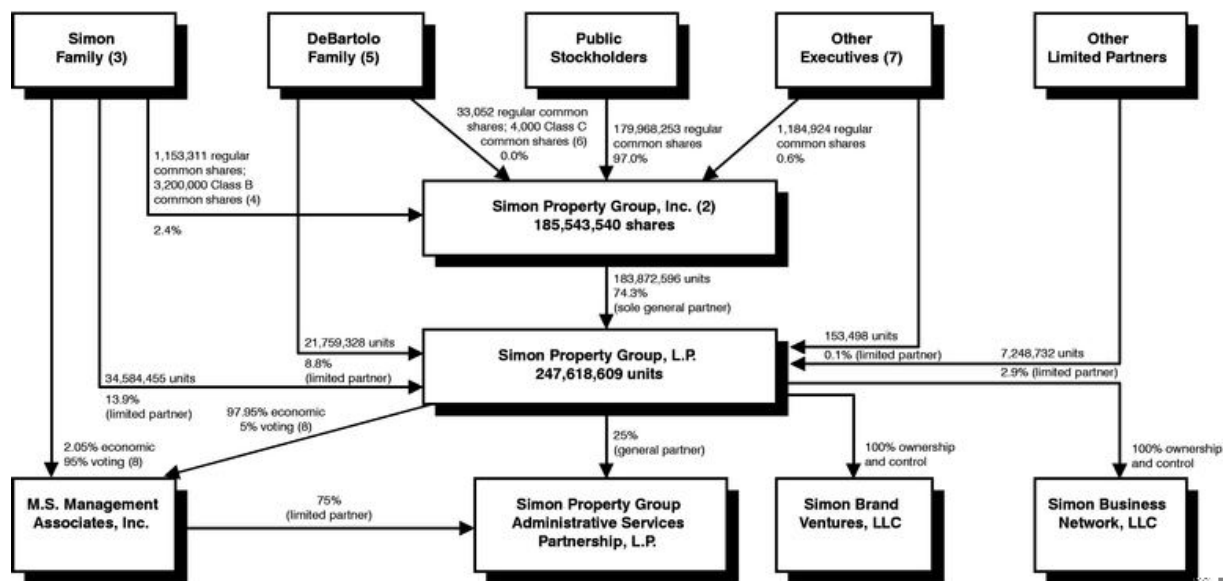 Simon
Family (3)
DeBartolo
Family (5)
Public
Stockholders
Other
Executives (7)
Other
Limited Partners
1,153,311 regular
common shares;
3,200,000 Class B
common shares (4)
2.4%
33,052 regular common
shares; 4,000 Class C
common shares (6)
0.0%
179,968,253 regular
common shares
97.0%
1,184,924 regular
common shares
0.6%
Simon Property Group, Inc. (2)
185,543,540 shares
183,872,596 units
74.3%
(sole general partner)
Simon Property Group, L.P.
247,618,609 units
21,759,328 units
8.8%
(limited partner)
34,584,455 units
13.9%
(limited partner)
153,498 units
0.1% (limited partner)
7,248,732 units
2.9% (limited partner)
2.05% economic
95% voting (8)
97.95% economic
5% voting (8)
25%
(general partner)
100% ownership
and control
100% ownership
and control
M.S. Management
Associates, Inc.
75%
(limited partner)
Simon Property Group
Administrative Services
Partnership, L.P.
Simon Brand
Ventures, LLC
Simon Business
Network, LLC